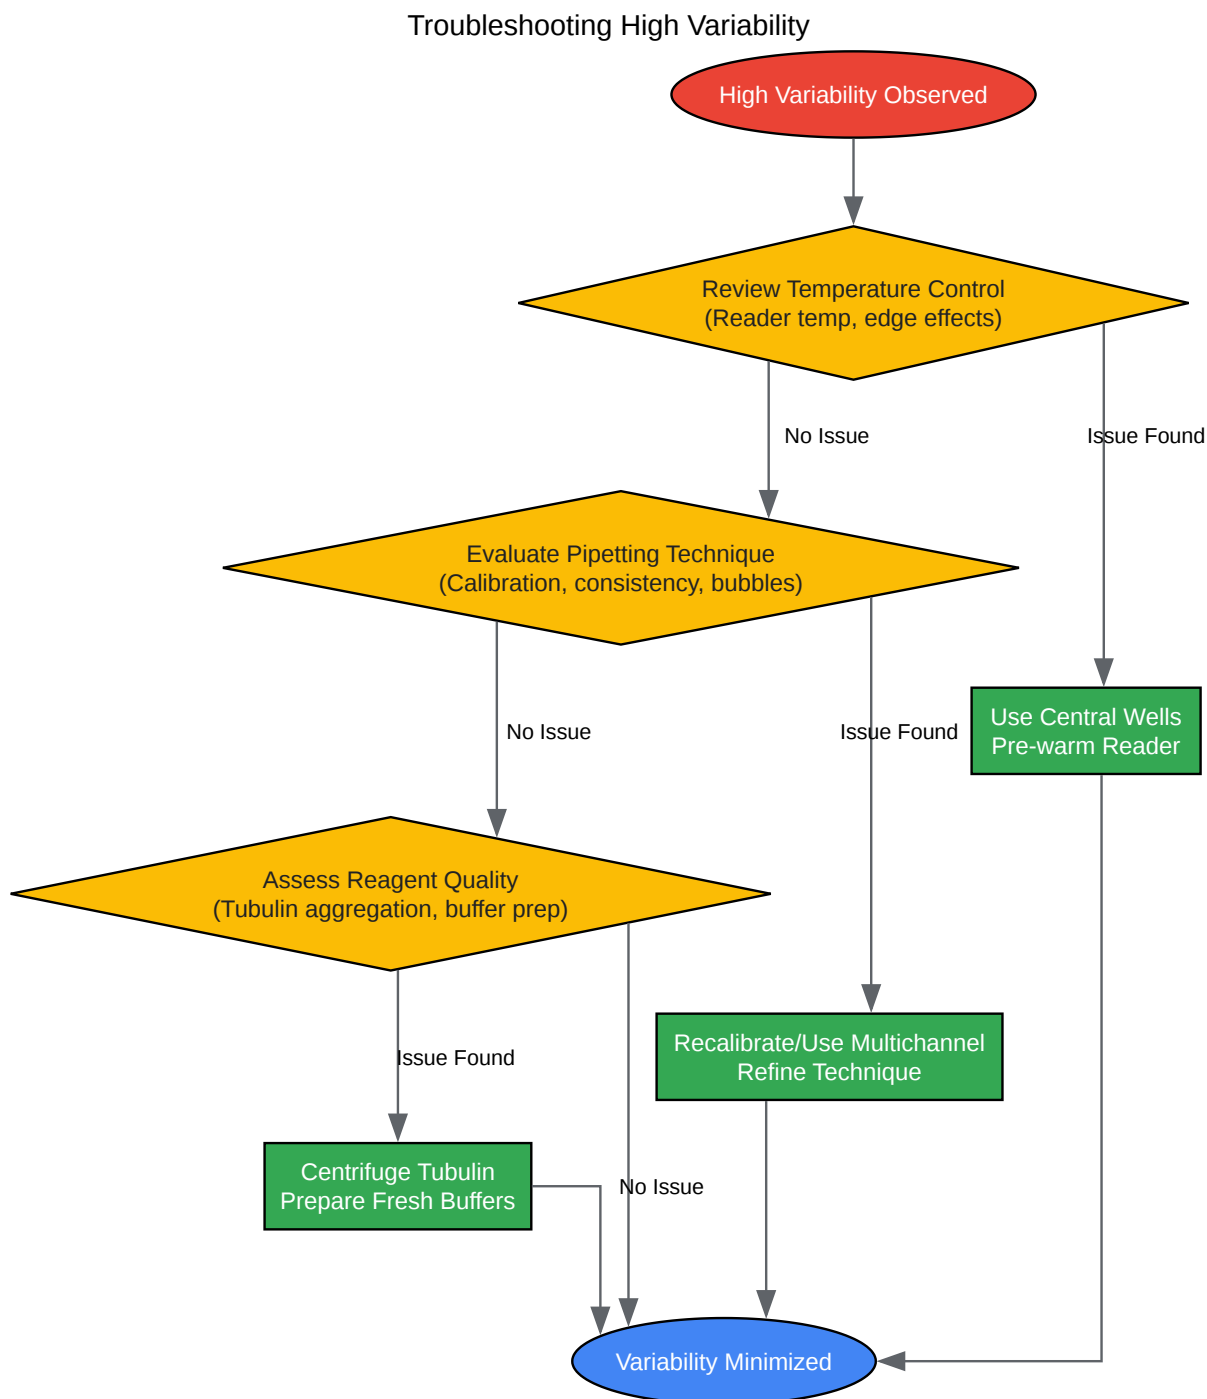 Troubleshooting High Variability
High Variability Observed
Review Temperature Control
(Reader temp, edge effects)
No Issue
Issue Found
Evaluate Pipetting Technique
(Calibration, consistency, bubbles)
No Issue
Issue Found
Use Central Wells
Pre-warm Reader
Assess Reagent Quality
(Tubulin aggregation, buffer prep)
Issue Found
Recalibrate/Use Multichannel
Refine Technique
Centrifuge Tubulin
Prepare Fresh Buffers
No Issue
Variability Minimized